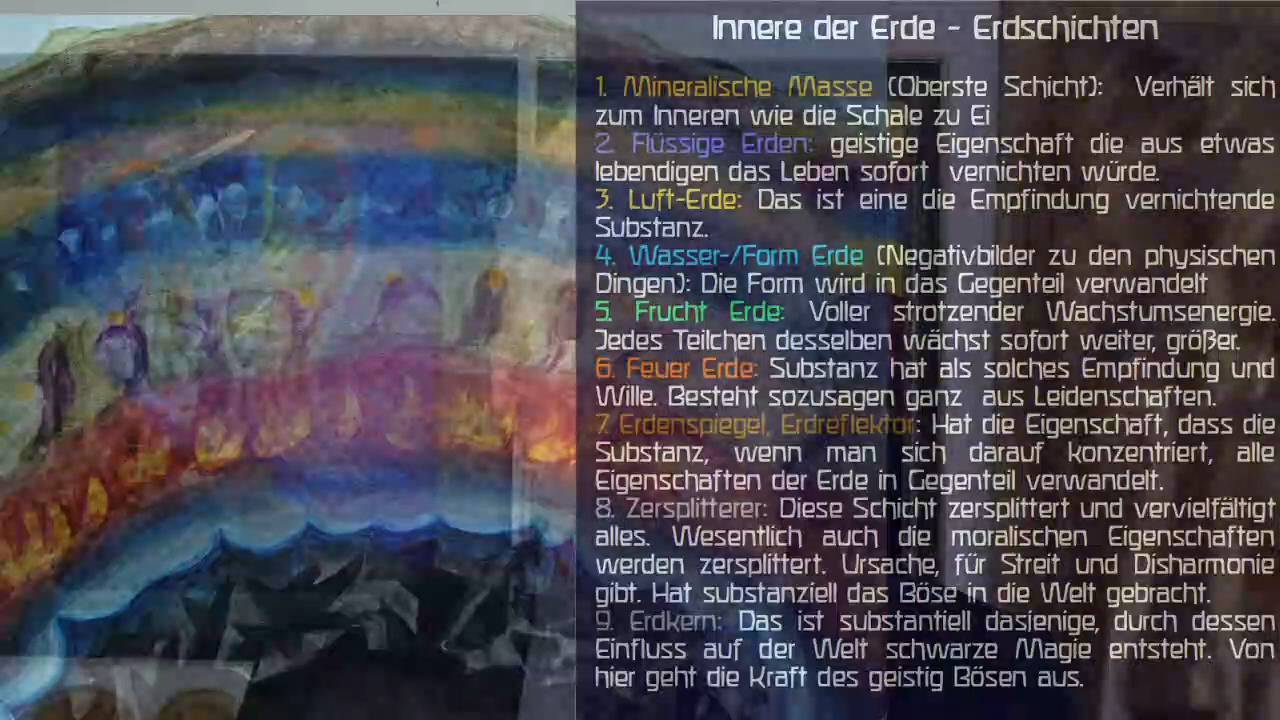 Innere der Erde - Erdschichten
1. Mineralische Masse (Oberste Schicht): Verhält sich
zum Inneren wie die Schale zu Ei
2. Flüssige Erden: geistige Eigenschaft die aus etwas
lebendigen das Leben sofort vernichten würde.
3. Luft-Erde: Das ist eine die Empfindung vernichtende
Substanz.
4. Wasser-/Form Erde (Negativbilder zu den physischen
Dingen): Die Form wird in das Gegenteil verwandelt
5. Frucht Erde: Voller strotzender Wachstumsenergie.
Jedes Teilchen desselben wächst sofort weiter, größer.
6. Feuer Erde: Substanz hat als solches Empfindung und
Wille. Besteht sozusagen ganz aus Leidenschaften.
7. Erdenspiegel, Erdreflektor: Hat die Eigenschaft, dass die
Substanz, wenn man sich darauf konzentriert, alle
Eigenschaften der Erde in Gegenteil verwandelt.
8. Zersplitterer: Diese Schicht zersplittert und vervielfältigt
alles. Wesentlich auch die moralischen Eigenschaften
werden zersplittert. Ursache, für Streit und Disharmonie
gibt. Hat substanziell das Böse in die Welt gebracht.
9. Erdkern: Das ist substantiell dasjenige, durch dessen
Einfluss auf der Welt schwarze Magie entsteht. Von
hier geht die Kraft des geistig Bösen aus.